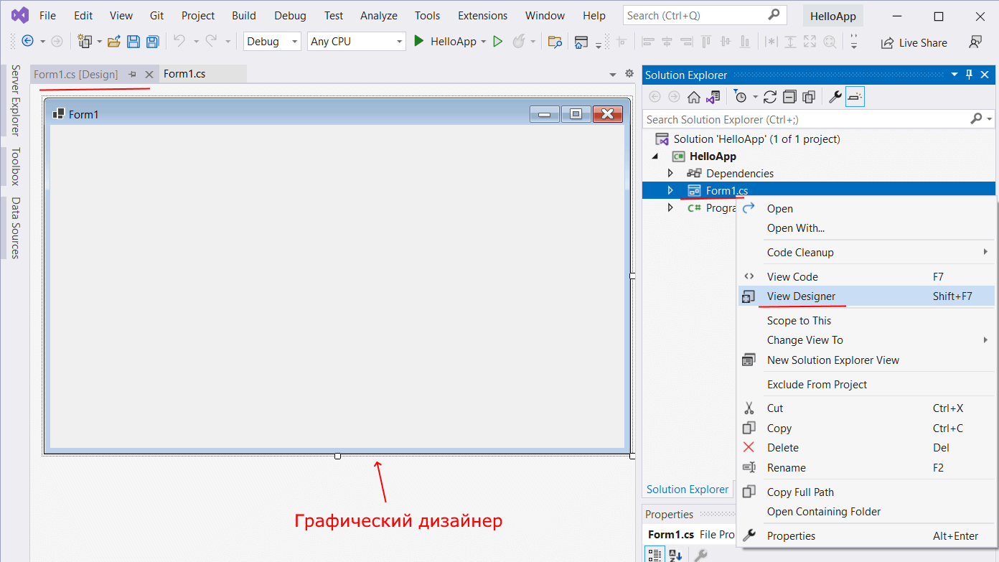 File Edit View Git Project Build Debug Test Analyze Tools Extensions Window Help Search (Ctrl+Q) HelloApp
Debug Any CPU HelloApp Live Share
Server Explorer
Toolbox
Data Sources
Form1.cs [Design] Form1.cs
Form1
Графический дизайнер
Solution Explorer
Search Solution Explorer (Ctrl+;)
Solution 'HelloApp' (1 of 1 project)
C# HelloApp
Dependencies
Form1.cs
C# Progra
Open
Open With...
Code Cleanup
View Code F7
View Designer Shift+F7
Scope to This
Change View To
New Solution Explorer View
Exclude From Project
Cut Ctrl+X
Copy Ctrl+C
Delete Del
Rename F2
Copy Full Path
Open Containing Folder
Properties Alt+Enter
Solution Explorer
Properties
Form1.cs File Pro